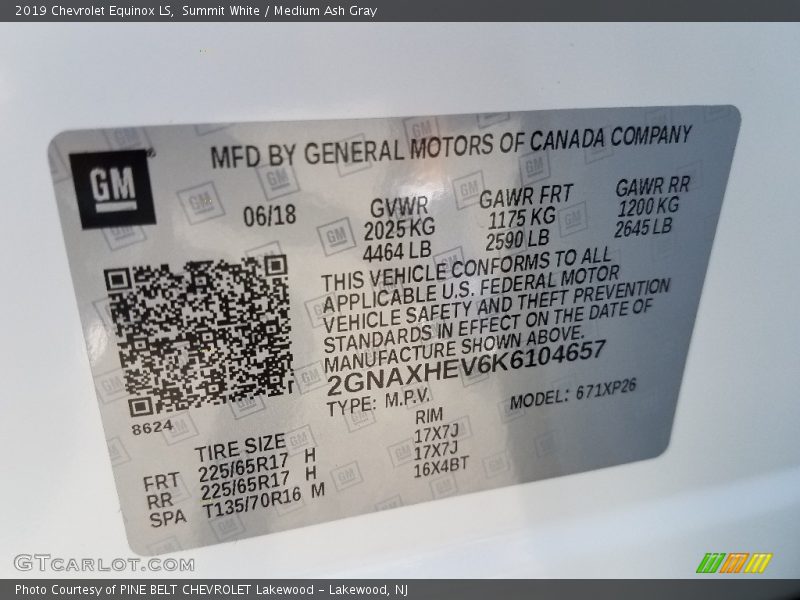 2019 Chevrolet Equinox LS,  Summit White / Medium Ash Gray
GM
MFD BY GENERAL MOTORS OF CANADA COMPANY
06/18
GVWR
2025 KG
4464 LB
GAWR FRT
1175 KG
2590 LB
GAWR RR
1200 KG
2645 LB
THIS VEHICLE CONFORMS TO ALL
APPLICABLE U.S. FEDERAL MOTOR
VEHICLE SAFETY AND THEFT PREVENTION
STANDARDS IN EFFECT ON THE DATE OF
MANUFACTURE SHOWN ABOVE.
2GNAXHEV6K6104657
TYPE: M.P.V.
MODEL: 671XP26
8624
TIRE SIZE
RIM
FRT 225/65R17 H 17X7J
RR 225/65R17 H 17X7J
SPA T135/70R16 M 16X4BT
GTCARLOT.COM
Photo Courtesy of PINE BELT CHEVROLET Lakewood – Lakewood, NJ